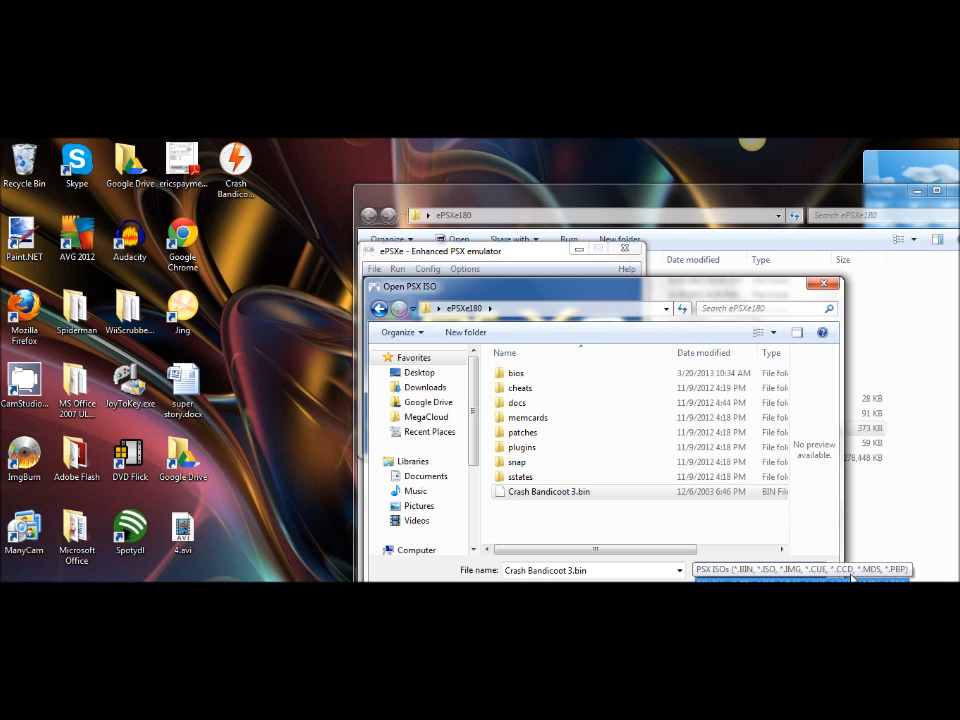 Recycle Bin
Skype
Google Drive
ericspayme...
Crash Bandico...
Paint.NET
AVG 2012
Audacity
Google Chrome
Mozilla Firefox
Spiderman
WiiScrubbe...
Jing
CamStudio...
MS Office 2007 UL...
JoyToKey.exe
super story.docx
ImgBurn
Adobe Flash
DVD Flick
Google Drive
ManyCam
Microsoft Office
Spotydl
4.avi
ePSXe180
Search ePSXe180
Organize Open Share with Burn New folder
Date modified Type Size
28 KB
91 KB
373 KB
59 KB
278,448 KB
ePSXe - Enhanced PSX emulator
File Run Config Options Help
Open PSX ISO
ePSXe180
Search ePSXe180
Organize New folder
Favorites
Desktop
Downloads
Google Drive
MegaCloud
Recent Places
Libraries
Documents
Music
Pictures
Videos
Computer
Name Date modified Type
bios 3/20/2013 10:34 AM File fol
cheats 11/9/2012 4:19 PM File fol
docs 11/9/2012 4:44 PM File fol
memcards 11/9/2012 4:18 PM File fol
patches 11/9/2012 4:18 PM File fol
plugins 11/9/2012 4:18 PM File fol
snap 11/9/2012 4:18 PM File fol
sstates 11/9/2012 4:18 PM File fol
Crash Bandicoot 3.bin 12/6/2003 6:46 PM BIN File
No preview available.
File name: Crash Bandicoot 3.bin
PSX ISOs (*.BIN, *.ISO, *.IMG, *.CUE, *.CCD, *.MDS, *.PBP)